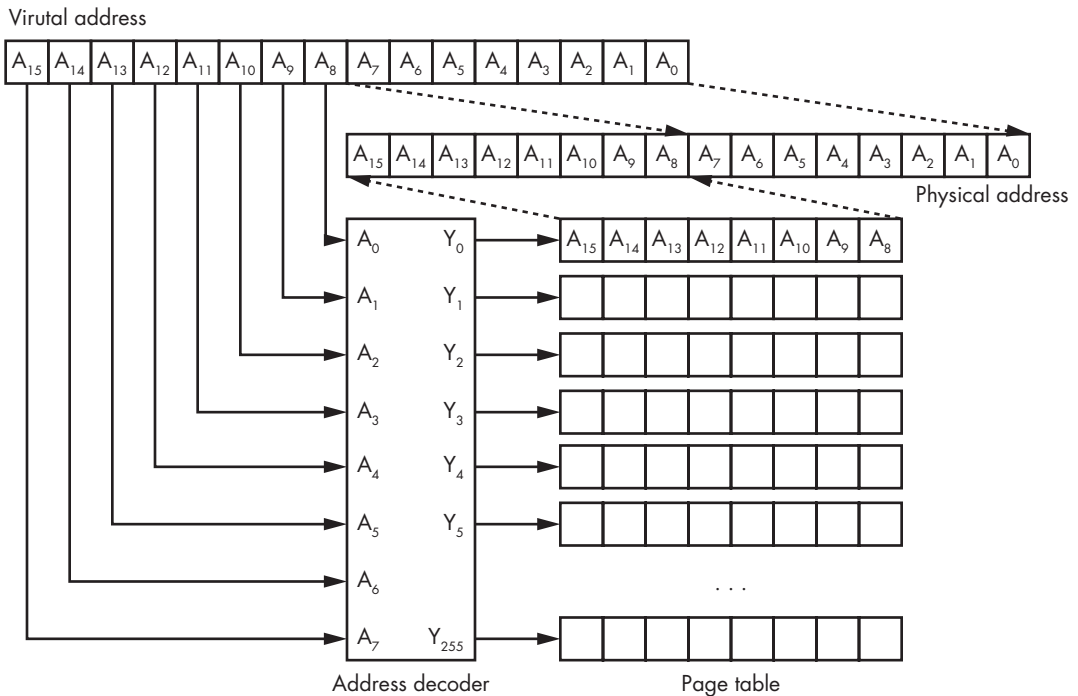 Virutal address
A15 A14 A13 A12 A11 A10 A9 A8 A7 A6 A5 A4 A3 A2 A1 A0
A15 A14 A13 A12 A11 A10 A9 A8 A7 A6 A5 A4 A3 A2 A1 A0
Physical address
A0 Y0 A15 A14 A13 A12 A11 A10 A9 A8
A1 Y1
A2 Y2
A3 Y3
A4 Y4
A5 Y5
A6 . . .
A7 Y255
Address decoder Page table